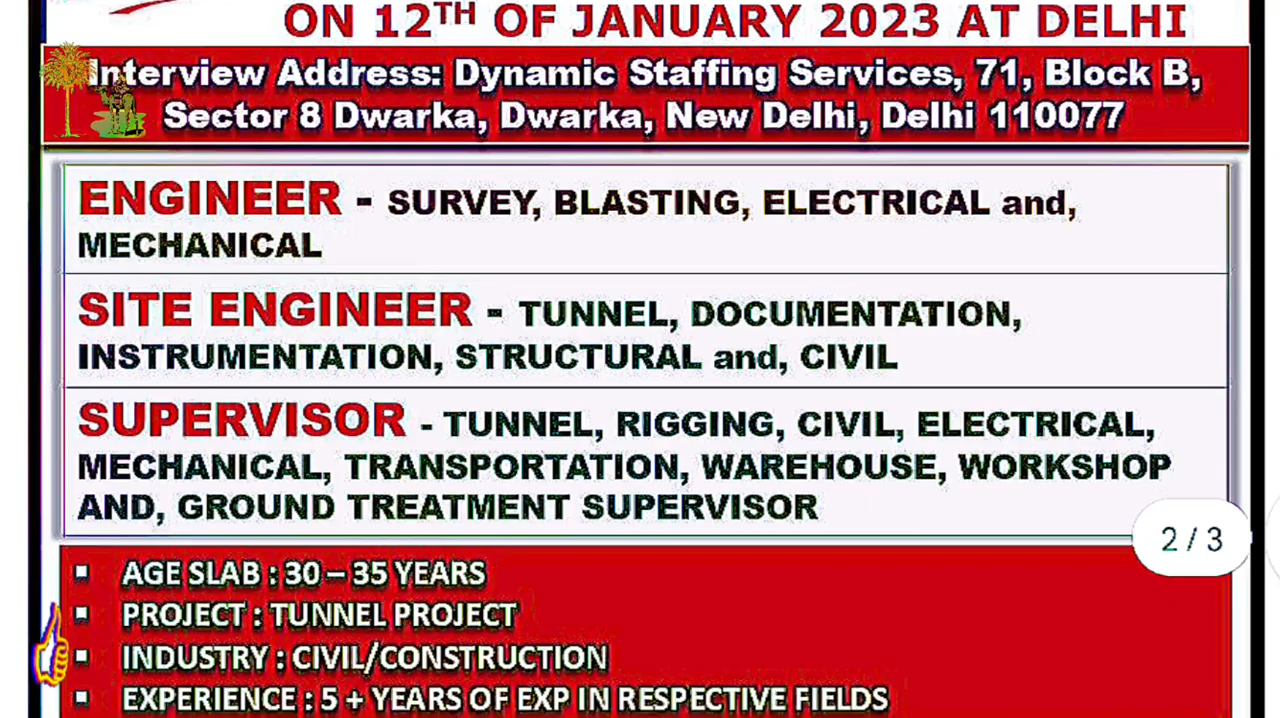 ON 12TH OF JANUARY 2023 AT DELHI
Interview Address: Dynamic Staffing Services, 71, Block B,
Sector 8 Dwarka, Dwarka, New Delhi, Delhi 110077
ENGINEER - SURVEY, BLASTING, ELECTRICAL and,
MECHANICAL
SITE ENGINEER - TUNNEL, DOCUMENTATION,
INSTRUMENTATION, STRUCTURAL and, CIVIL
SUPERVISOR - TUNNEL, RIGGING, CIVIL, ELECTRICAL,
MECHANICAL, TRANSPORTATION, WAREHOUSE, WORKSHOP
AND, GROUND TREATMENT SUPERVISOR
2 / 3
▪ AGE SLAB : 30 – 35 YEARS
▪ PROJECT : TUNNEL PROJECT
▪ INDUSTRY : CIVIL/CONSTRUCTION
▪ EXPERIENCE : 5 + YEARS OF EXP IN RESPECTIVE FIELDS